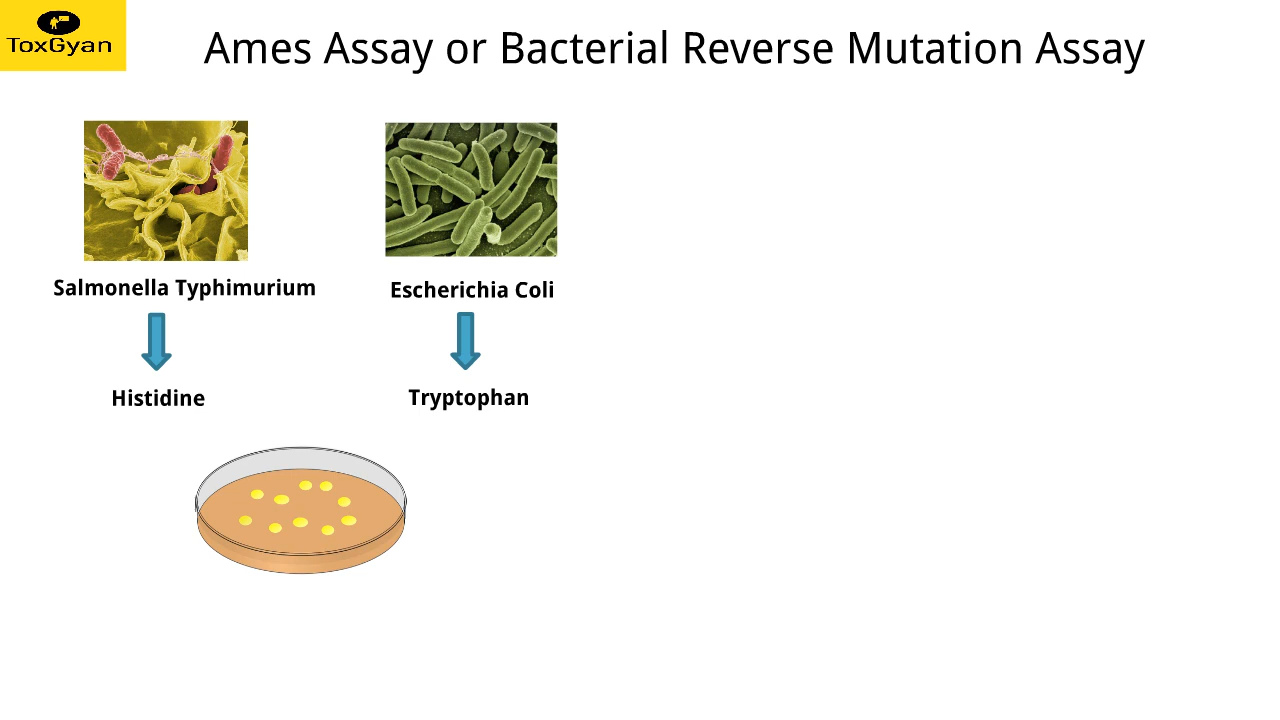 ToxGyan
Ames Assay or Bacterial Reverse Mutation Assay
Salmonella Typhimurium
Escherichia Coli
Histidine
Tryptophan